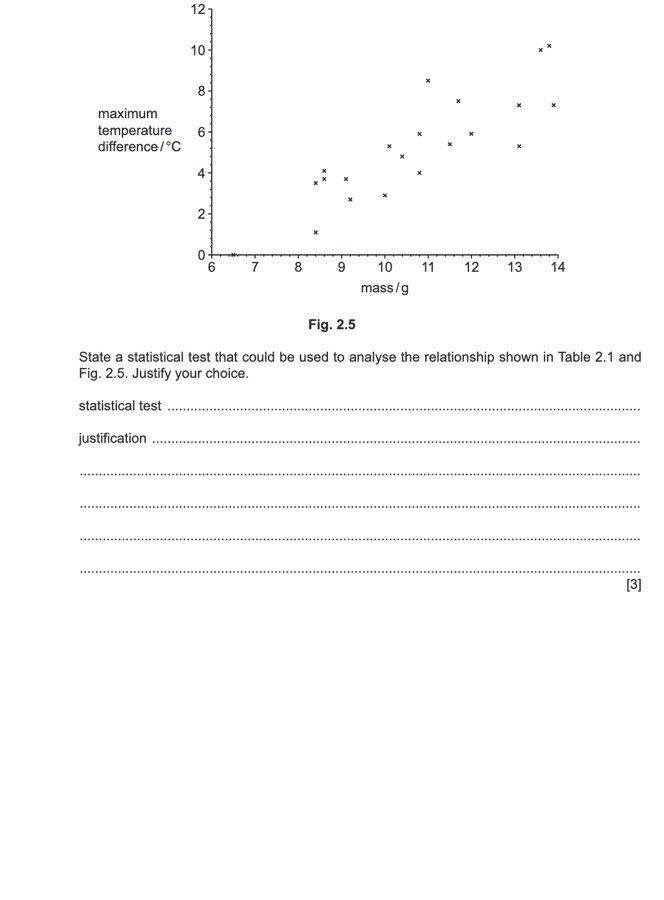 12
10
8
maximum
temperature
difference / °C
6
4
2
0
6 7 8 9 10 11 12 13 14
mass / g
Fig. 2.5
State a statistical test that could be used to analyse the relationship shown in Table 2.1 and
Fig. 2.5. Justify your choice.
statistical test ................................................................................
justification ................................................................................
................................................................................
................................................................................
................................................................................
................................................................................
[3]